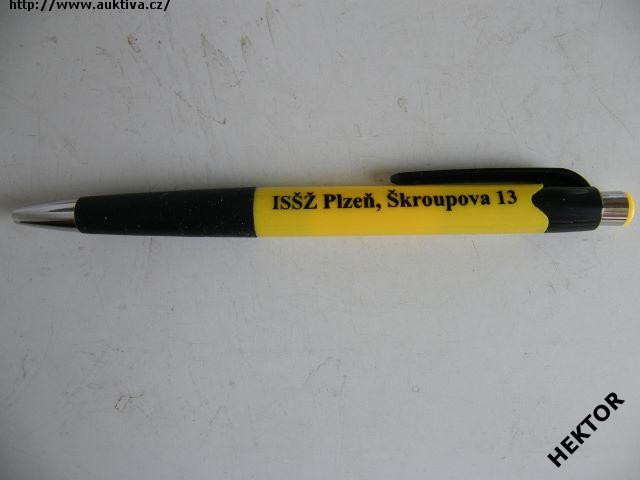 http://www.auktiva.cz/
ISŠŽ Plzeň, Škroupova 13
HEKTOR